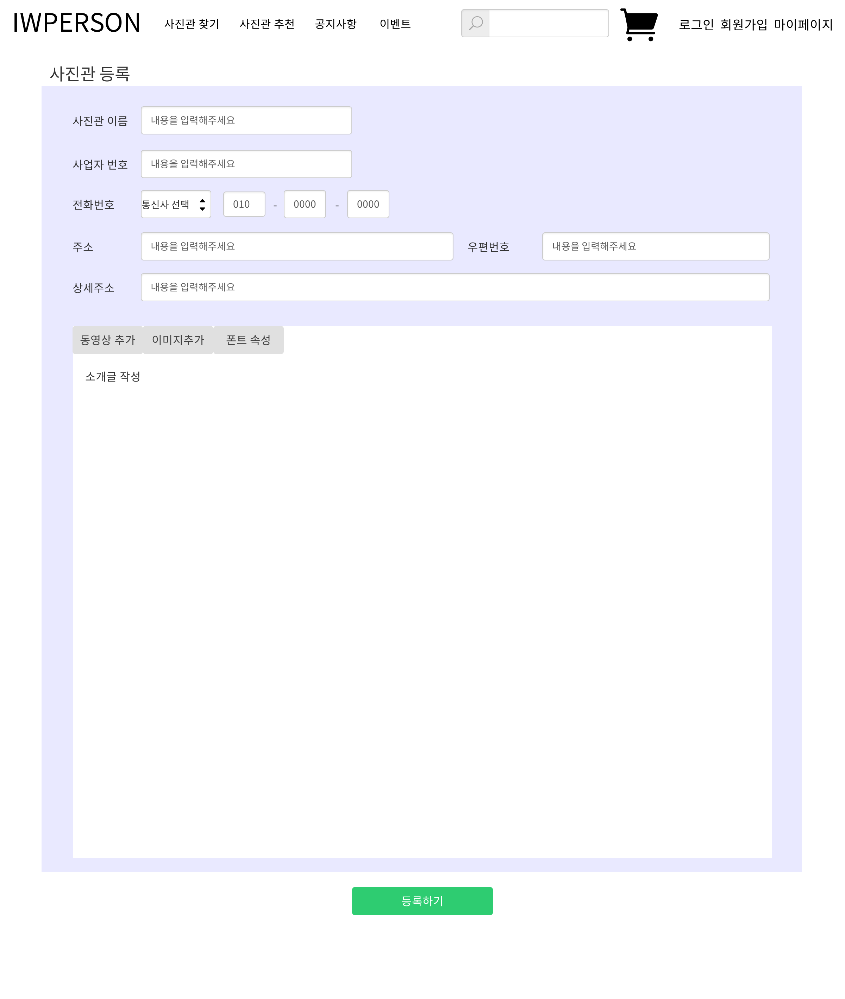 IWPERSON 사진관 찾기 사진관 추천 공지사항 이벤트 로그인 회원가입 마이페이지
사진관 등록
사진관 이름 내용을 입력해주세요
사업자 번호 내용을 입력해주세요
전화번호 통신사 선택 010 - 0000 - 0000
주소 내용을 입력해주세요 우편번호 내용을 입력해주세요
상세주소 내용을 입력해주세요
동영상 추가 이미지추가 폰트 속성
소개글 작성
등록하기